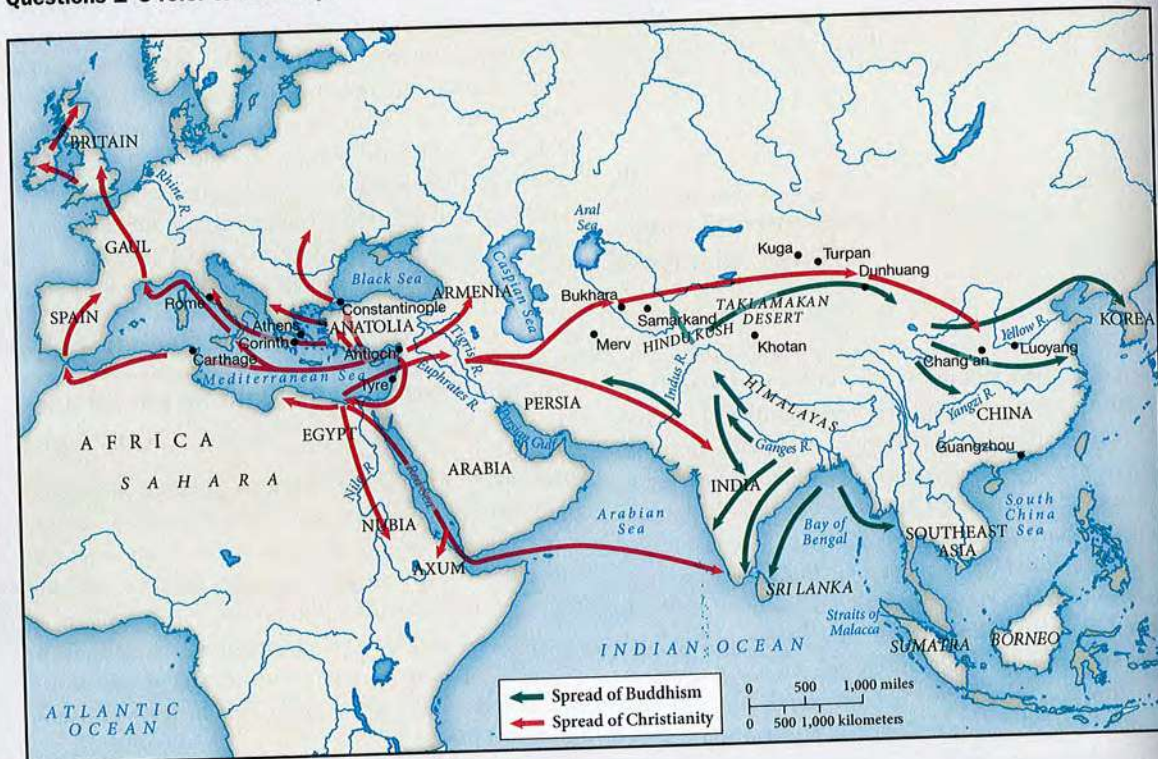 BRITAIN
Rhine R.
GAUL
SPAIN
Rome
Black Sea
Constantinople
ARMENIA
Athens
ANATOLIA
Corinth
Antioch
Carthage
Mediterranean Sea
Tyre
Tigris R.
Euphrates R.
Caspian Sea
Aral
Sea
Bukhara
Samarkand
Merv
HINDU KUSH
Kuga
Turpan
Dunhuang
TAKLAMAKAN
DESERT
Khotan
KOREA
Yellow R.
Luoyang
Chang'an
Yangzi R.
CHINA
Guangzhou
HIMALAYAS
Indus R.
Ganges R.
PERSIA
Persian Gulf
ARABIA
EGYPT
AFRICA
SAHARA
Nile R.
Red Sea
NUBIA
AXUM
INDIA
Arabian
Sea
Bay of
Bengal
SRI LANKA
SOUTHEAST
ASIA
South
China
Sea
Straits of
Malacca
SUMATRA
BORNEO
INDIAN OCEAN
ATLANTIC
OCEAN
Spread of Buddhism
Spread of Christianity
0 500 1,000 miles
0 500 1,000 kilometers